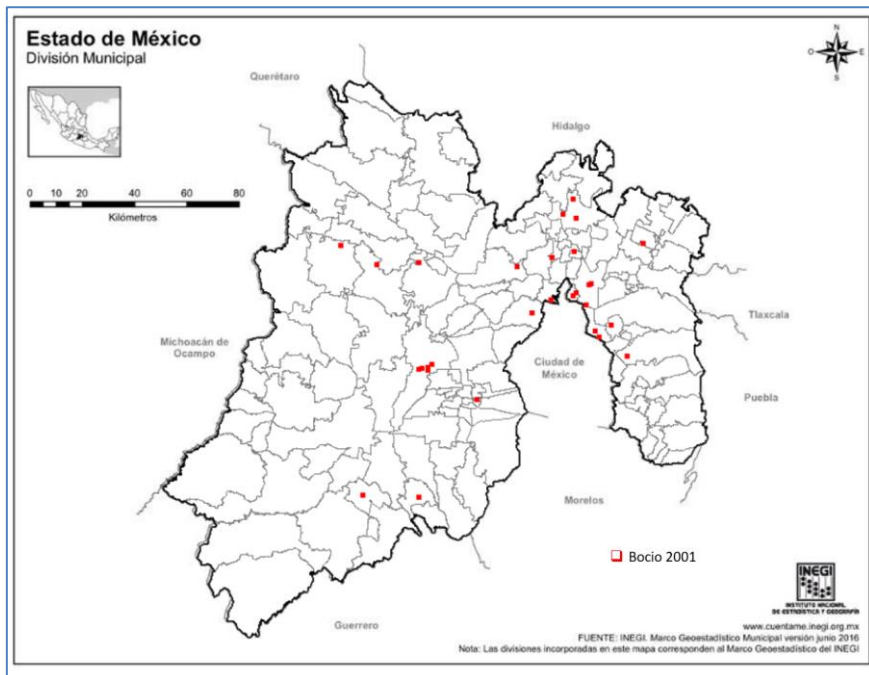 Estado de México
División Municipal
N
O
E
S
Querétaro
Hidalgo
0 5 10 20 40 60 80
Kilómetros
Michoacán de
Ocampo
Tlaxcala
Ciudad de
México
Puebla
Morelos
Bocio 2001
Guerrero
INEGI
INSTITUTO NACIONAL
DE ESTADÍSTICA Y GEOGRAFÍA
www.cuentame.inegi.org.mx
FUENTE: INEGI. Marco Geoestadístico Municipal versión junio 2016
Nota: Las divisiones incorporadas en este mapa corresponden al Marco Geoestadístico del INEGI